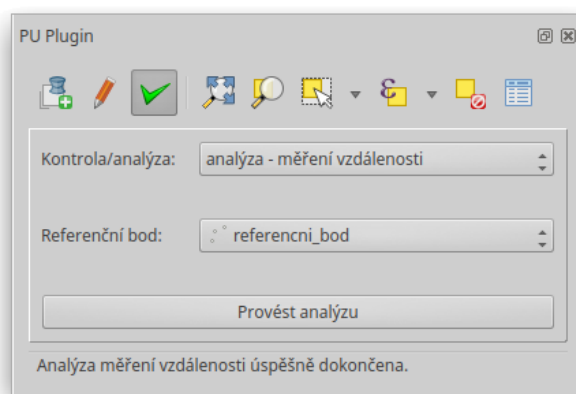 PU Plugin
Kontrola/analýza: analýza - měření vzdálenosti
Referenční bod: referencni_bod
Provést analýzu
Analýza měření vzdálenosti úspěšně dokončena.